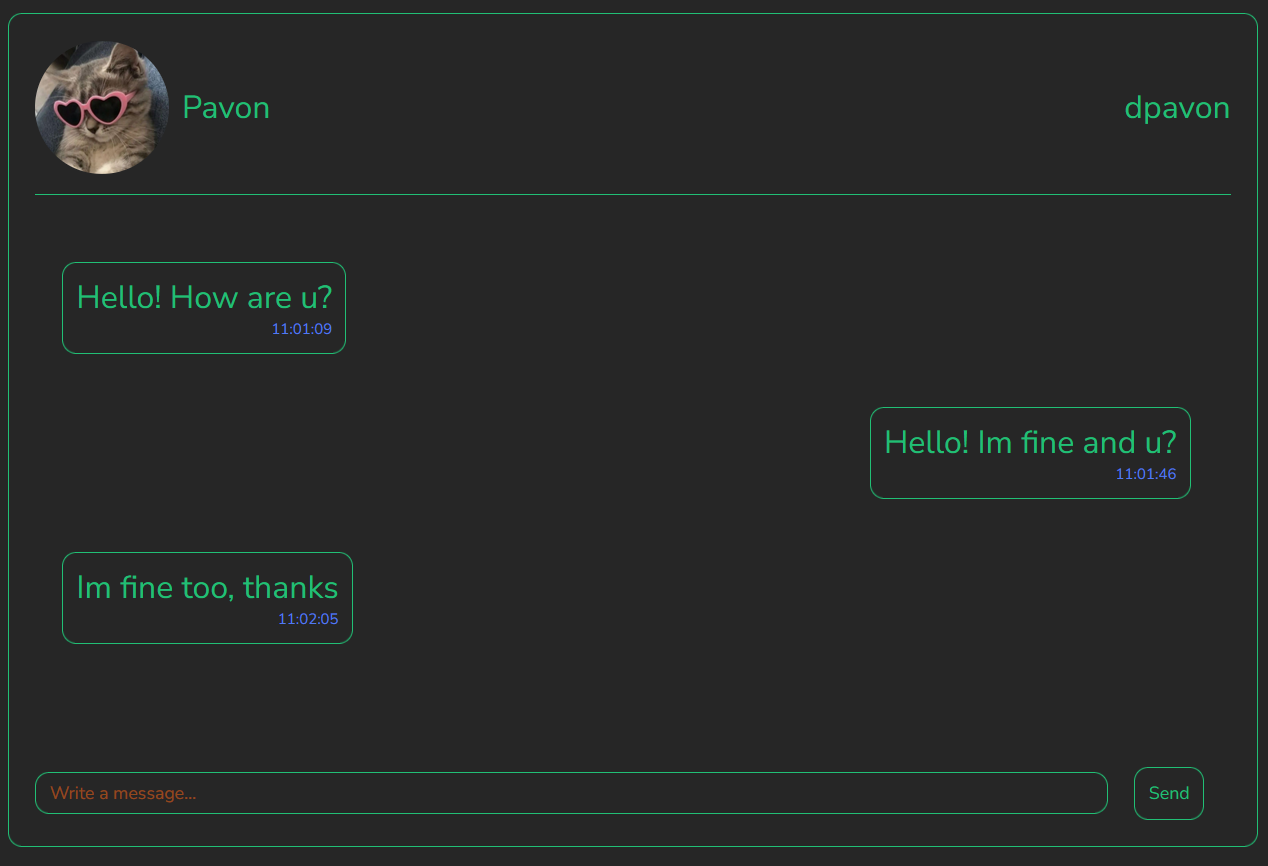 Pavon
dpavon
Hello! How are u?
11:01:09
Hello! Im fine and u?
11:01:46
Im fine too, thanks
11:02:05
Write a message...
Send